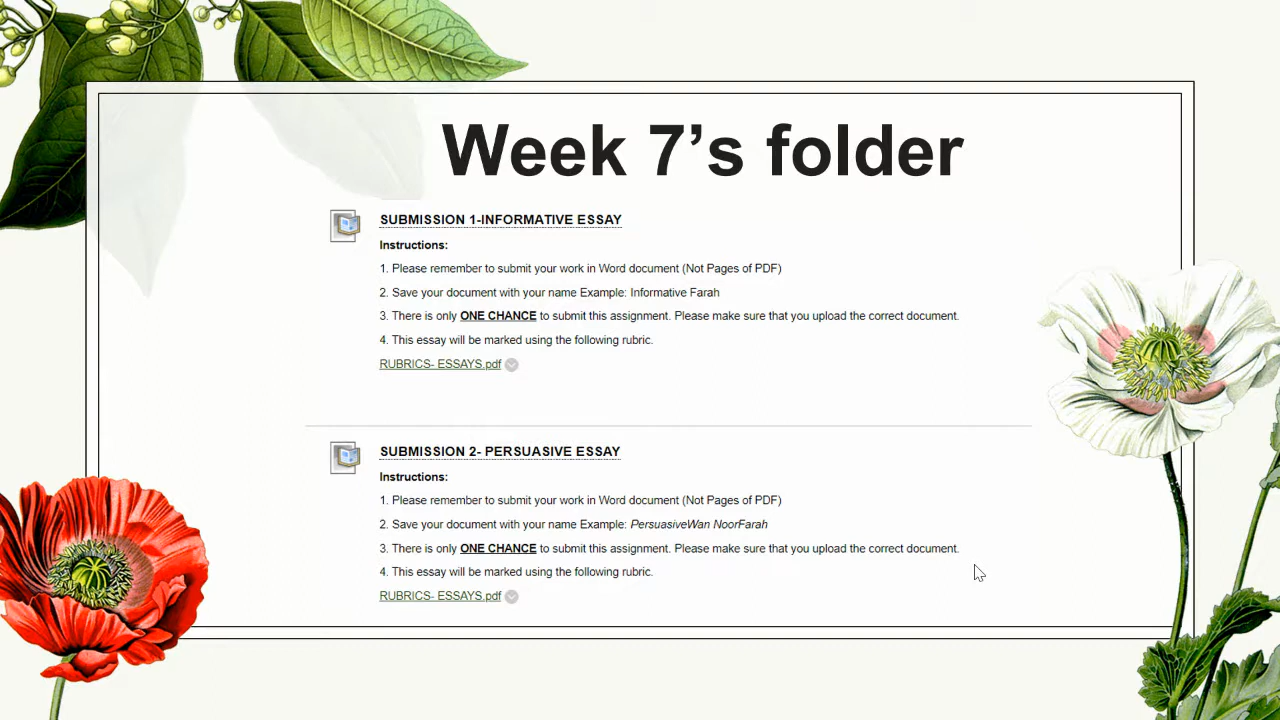 Week 7’s folder
SUBMISSION 1-INFORMATIVE ESSAY
Instructions:
1. Please remember to submit your work in Word document (Not Pages of PDF)
2. Save your document with your name Example: Informative Farah
3. There is only ONE CHANCE to submit this assignment. Please make sure that you upload the correct document.
4. This essay will be marked using the following rubric.
RUBRICS- ESSAYS.pdf
SUBMISSION 2- PERSUASIVE ESSAY
Instructions:
1. Please remember to submit your work in Word document (Not Pages of PDF)
2. Save your document with your name Example: PersuasiveWan NoorFarah
3. There is only ONE CHANCE to submit this assignment. Please make sure that you upload the correct document.
4. This essay will be marked using the following rubric.
RUBRICS- ESSAYS.pdf